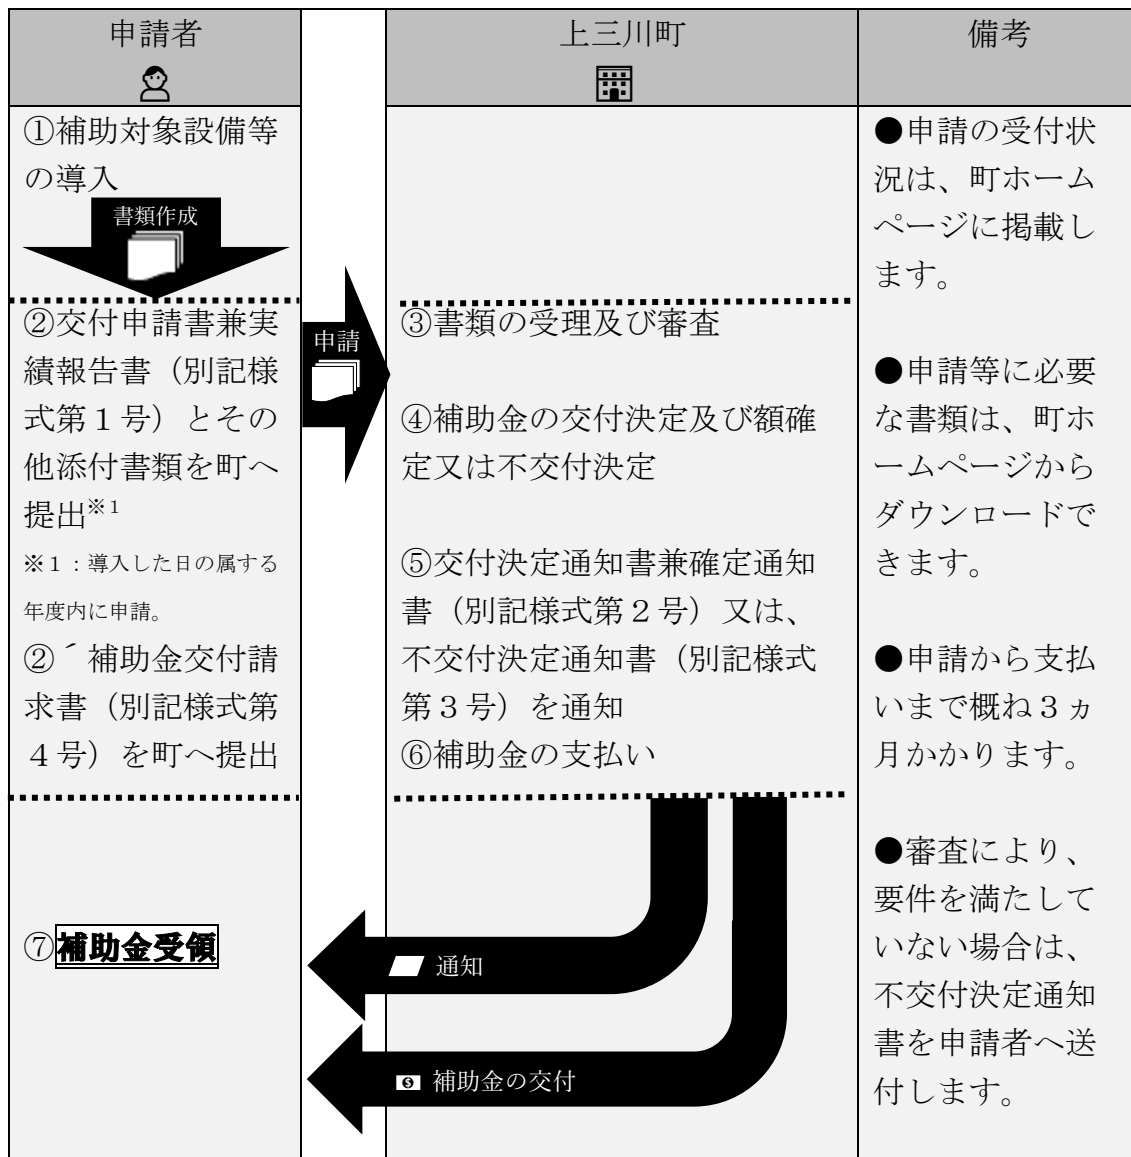 申請者
上三川町
備考
①補助対象設備等
の導入
書類作成
②交付申請書兼実
績報告書（別記様
式第１号）とその
他添付書類を町へ
提出※1
※１：導入した日の属する
年度内に申請。
②´補助金交付請
求書（別記様式第
４号）を町へ提出
申請
③書類の受理及び審査
④補助金の交付決定及び額確
定又は不交付決定
⑤交付決定通知書兼確定通知
書（別記様式第２号）又は、
不交付決定通知書（別記様式
第３号）を通知
⑥補助金の支払い
通知
補助金の交付
⑦補助金受領
●申請の受付状
況は、町ホーム
ページに掲載し
ます。
●申請等に必要
な書類は、町ホ
ームページから
ダウンロードで
きます。
●申請から支払
いまで概ね３ヵ
月かかります。
●審査により、
要件を満たして
いない場合は、
不交付決定通知
書を申請者へ送
付します。